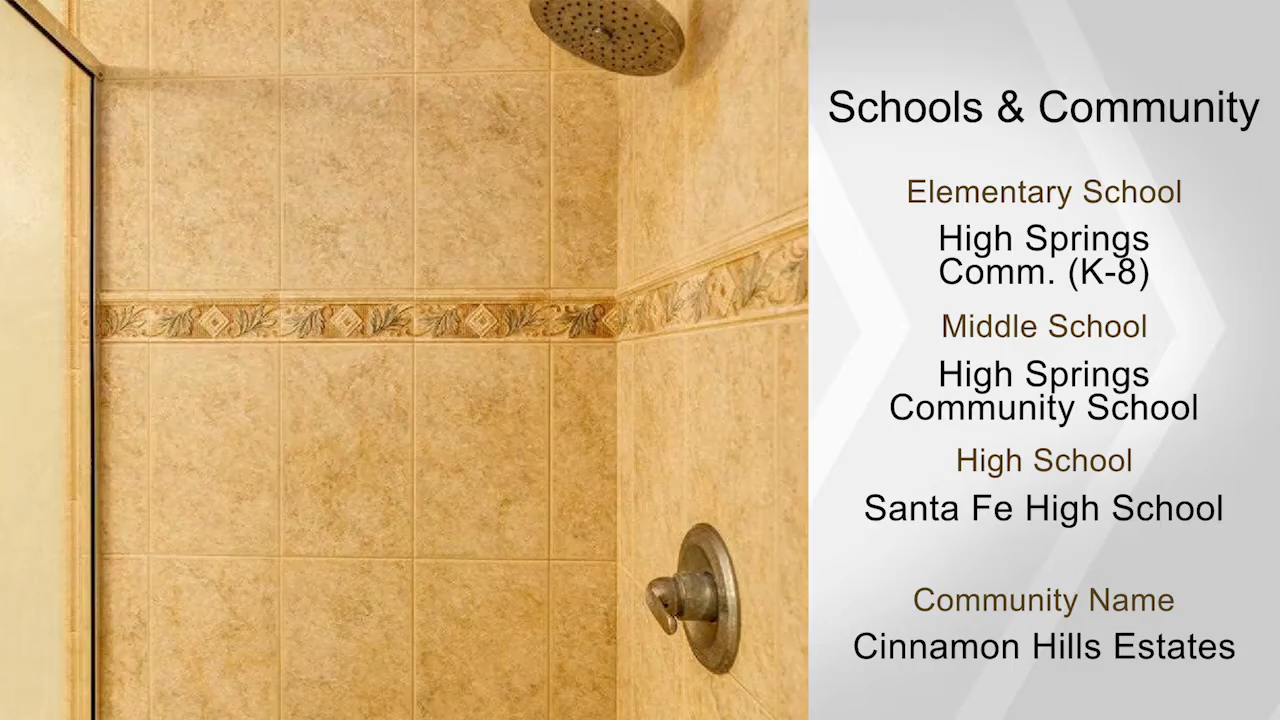 Schools & Community
Elementary School
High Springs
Comm. (K-8)
Middle School
High Springs
Community School
High School
Santa Fe High School
Community Name
Cinnamon Hills Estates